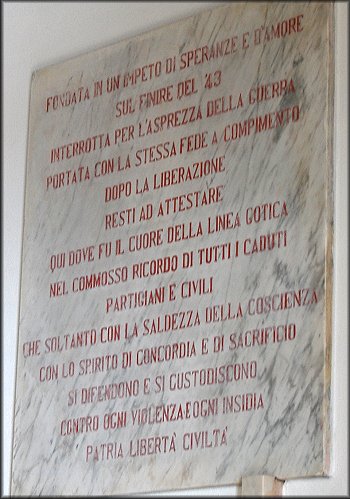 FONDATA IN UN IMPETO DI SPERANZE E D'AMORE
SUL FINIRE DEL '43
INTERROTTA PER L'ASPREZZA DELLA GUERRA
PORTATA CON LA STESSA FEDE A COMPIMENTO
DOPO LA LIBERAZIONE
RESTI AD ATTESTARE
QUI DOVE FU IL CUORE DELLA LINEA GOTICA
NEL COMMOSSO RICORDO DI TUTTI I CADUTI
PARTIGIANI E CIVILI
CHE SOLTANTO CON LA SALDEZZA DELLA COSCIENZA
CON LO SPIRITO DI CONCORDIA E DI SACRIFICIO
SI DIFENDONO E SI CUSTODISCONO
CONTRO OGNI VIOLENZA E OGNI INSIDIA
PATRIA LIBERTA' CIVILTA'